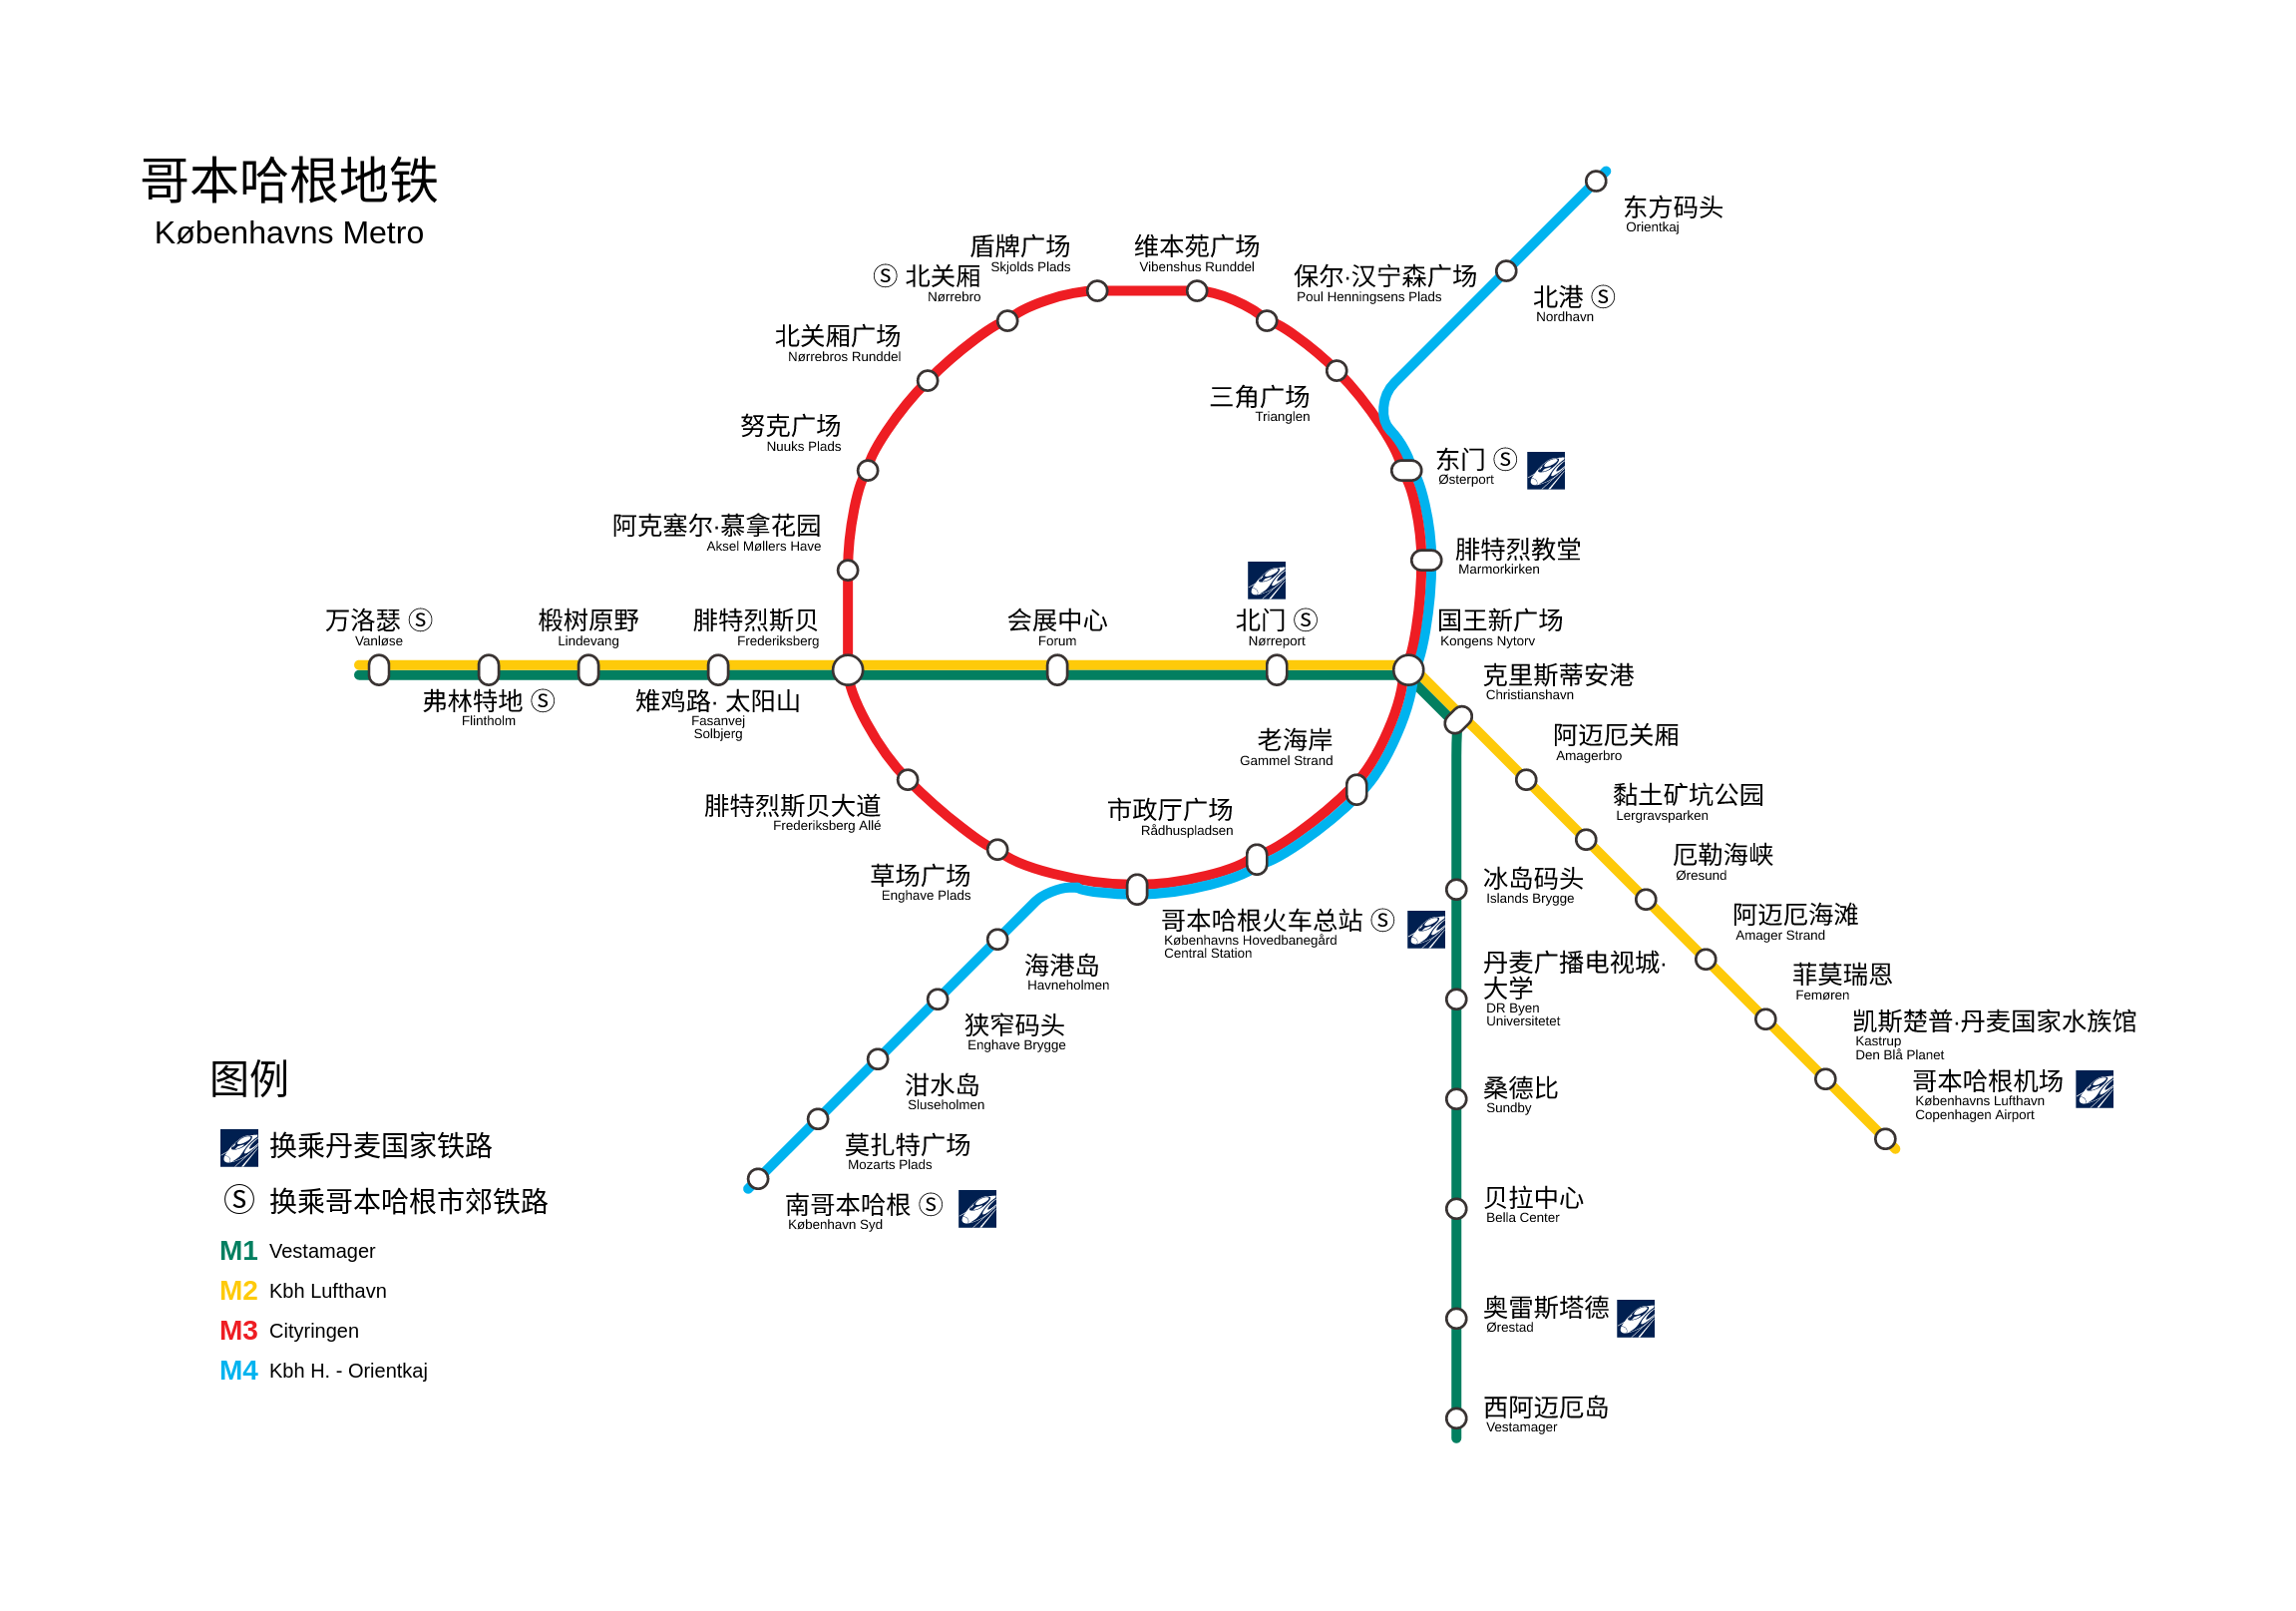 哥本哈根地铁
Københavns Metro
东方码头
Orientkaj
盾牌广场
Skjolds Plads
维本苑广场
Vibenshus Runddel
Ⓢ 北关厢
Nørrebro
保尔·汉宁森广场
Poul Henningsens Plads
北港 Ⓢ
Nordhavn
北关厢广场
Nørrebros Runddel
三角广场
Trianglen
努克广场
Nuuks Plads
东门 Ⓢ
Østerport
阿克塞尔·慕拿花园
Aksel Møllers Have
腓特烈教堂
Marmorkirken
万洛瑟 Ⓢ
Vanløse
椴树原野
Lindevang
腓特烈斯贝
Frederiksberg
会展中心
Forum
北门 Ⓢ
Nørreport
国王新广场
Kongens Nytorv
弗林特地 Ⓢ
Flintholm
雉鸡路· 太阳山
Fasanvej
Solbjerg
克里斯蒂安港
Christianshavn
老海岸
Gammel Strand
阿迈厄关厢
Amagerbro
腓特烈斯贝大道
Frederiksberg Allé
市政厅广场
Rådhuspladsen
黏土矿坑公园
Lergravsparken
草场广场
Enghave Plads
冰岛码头
Islands Brygge
厄勒海峡
Øresund
哥本哈根火车总站 Ⓢ
Københavns Hovedbanegård
Central Station
阿迈厄海滩
Amager Strand
海港岛
Havneholmen
丹麦广播电视城·
大学
DR Byen
Universitetet
菲莫瑞恩
Femøren
狭窄码头
Enghave Brygge
凯斯楚普·丹麦国家水族馆
Kastrup
Den Blå Planet
泔水岛
Sluseholmen
桑德比
Sundby
哥本哈根机场
Københavns Lufthavn
Copenhagen Airport
莫扎特广场
Mozarts Plads
南哥本哈根 Ⓢ
København Syd
贝拉中心
Bella Center
奥雷斯塔德
Ørestad
西阿迈厄岛
Vestamager
图例
换乘丹麦国家铁路
Ⓢ 换乘哥本哈根市郊铁路
M1 Vestamager
M2 Kbh Lufthavn
M3 Cityringen
M4 Kbh H. - Orientkaj